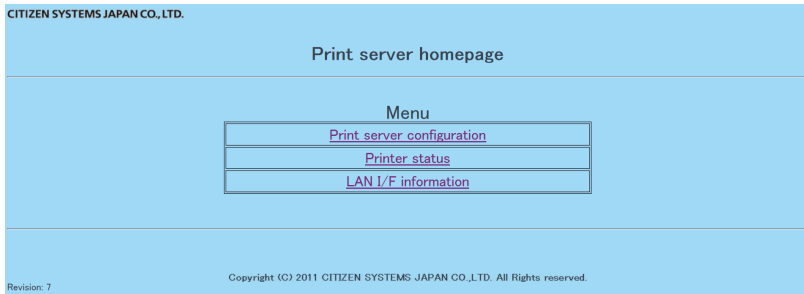 CITIZEN SYSTEMS JAPAN CO., LTD.
Print server homepage
Menu
Print server configuration
Printer status
LAN I/F information
Copyright (C) 2011 CITIZEN SYSTEMS JAPAN CO.,LTD. All Rights reserved.
Revision: 7